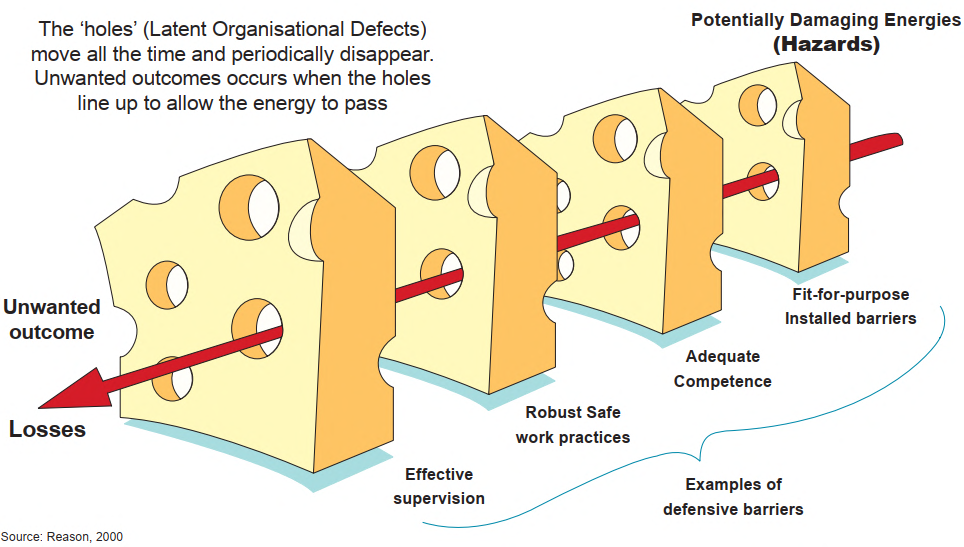 The ‘holes’ (Latent Organisational Defects)
move all the time and periodically disappear.
Unwanted outcomes occurs when the holes
line up to allow the energy to pass
Potentially Damaging Energies
(Hazards)
Unwanted
outcome
Losses
Fit-for-purpose
Installed barriers
Adequate
Competence
Robust Safe
work practices
Effective
supervision
Examples of
defensive barriers
Source: Reason, 2000